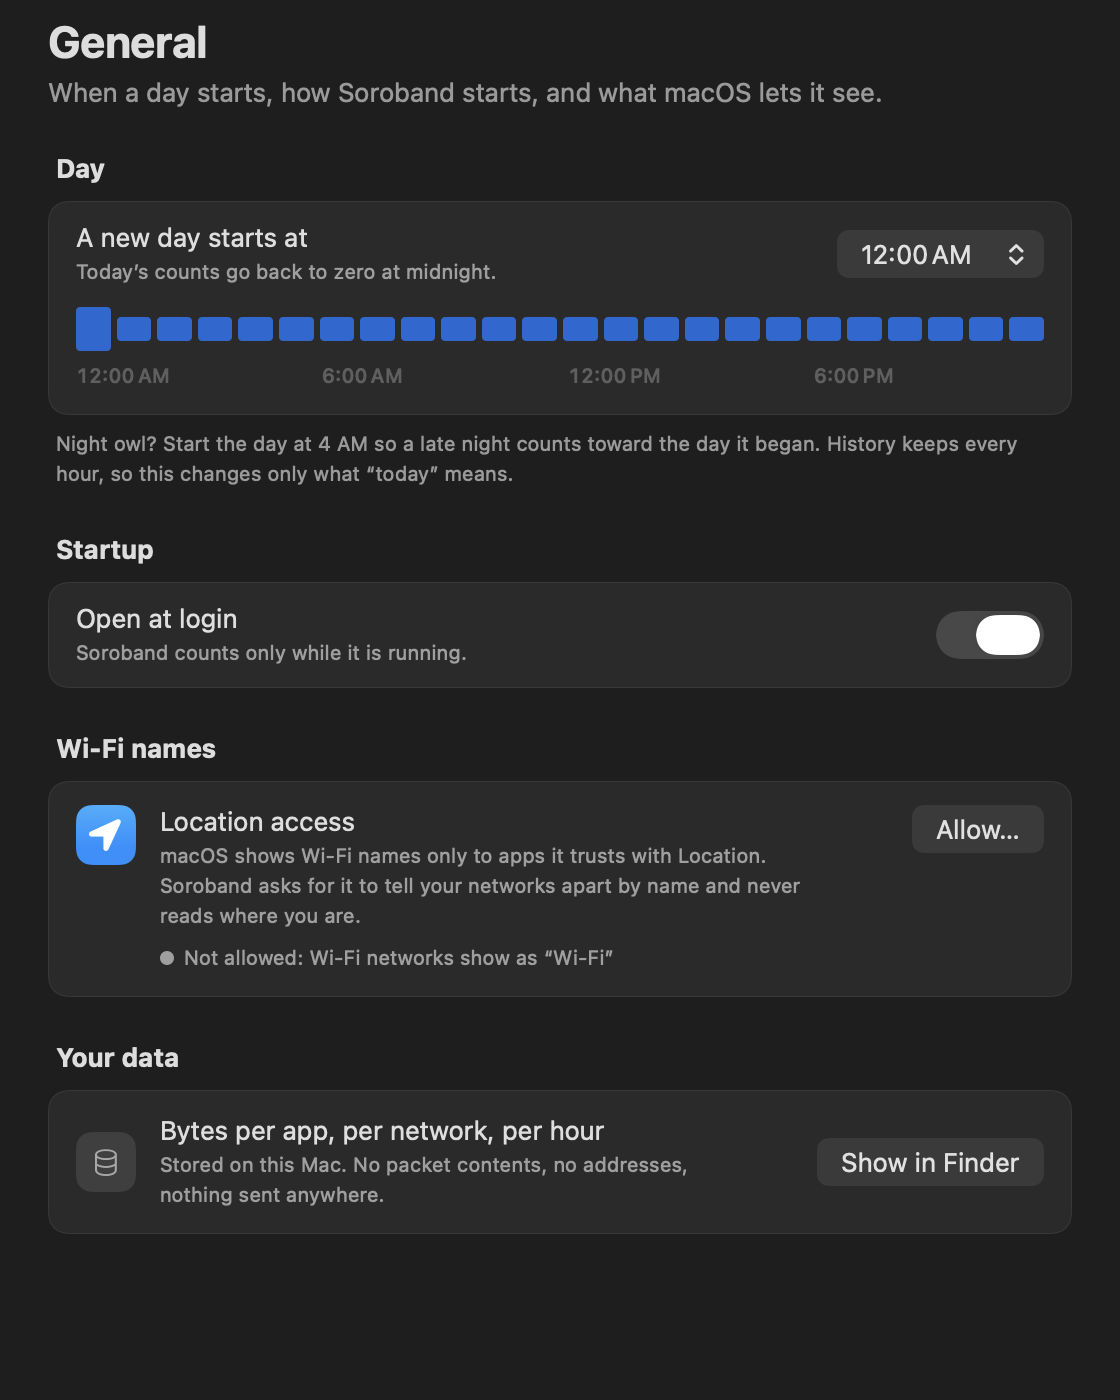 General
When a day starts, how Soroband starts, and what macOS lets it see.
Day
A new day starts at
12:00 AM
Today’s counts go back to zero at midnight.
12:00 AM 6:00 AM 12:00 PM 6:00 PM
Night owl? Start the day at 4 AM so a late night counts toward the day it began. History keeps every
hour, so this changes only what “today” means.
Startup
Open at login
Soroband counts only while it is running.
Wi-Fi names
Location access
Allow...
macOS shows Wi-Fi names only to apps it trusts with Location.
Soroband asks for it to tell your networks apart by name and never
reads where you are.
Not allowed: Wi-Fi networks show as “Wi-Fi”
Your data
Bytes per app, per network, per hour
Stored on this Mac. No packet contents, no addresses,
nothing sent anywhere.
Show in Finder